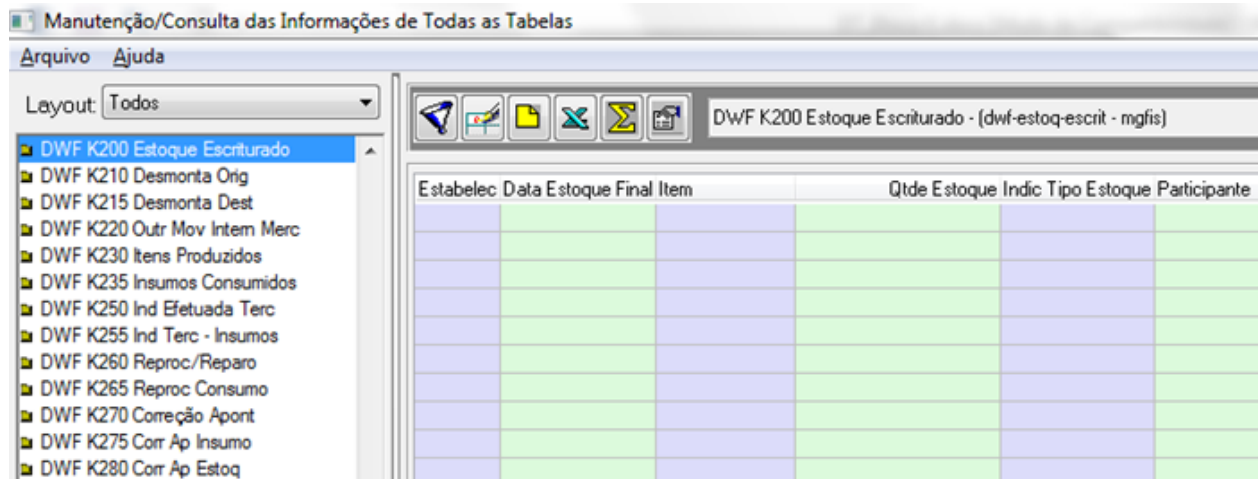 Manutenção/Consulta das Informações de Todas as Tabelas
Arquivo Ajuda
Layout: Todos
DWF K200 Estoque Escriturado - (dwf-estoq-escrit - mgfis)
DWF K200 Estoque Escriturado
DWF K210 Desmonta Orig
DWF K215 Desmonta Dest
DWF K220 Outr Mov Intern Merc
DWF K230 Itens Produzidos
DWF K235 Insumos Consumidos
DWF K250 Ind Efetuada Terc
DWF K255 Ind Terc - Insumos
DWF K260 Reproc/Reparo
DWF K265 Reproc Consumo
DWF K270 Correção Apont
DWF K275 Corr Ap Insumo
DWF K280 Corr Ap Estoq
Estabelec Data Estoque Final Item Qtde Estoque Indic Tipo Estoque Participante